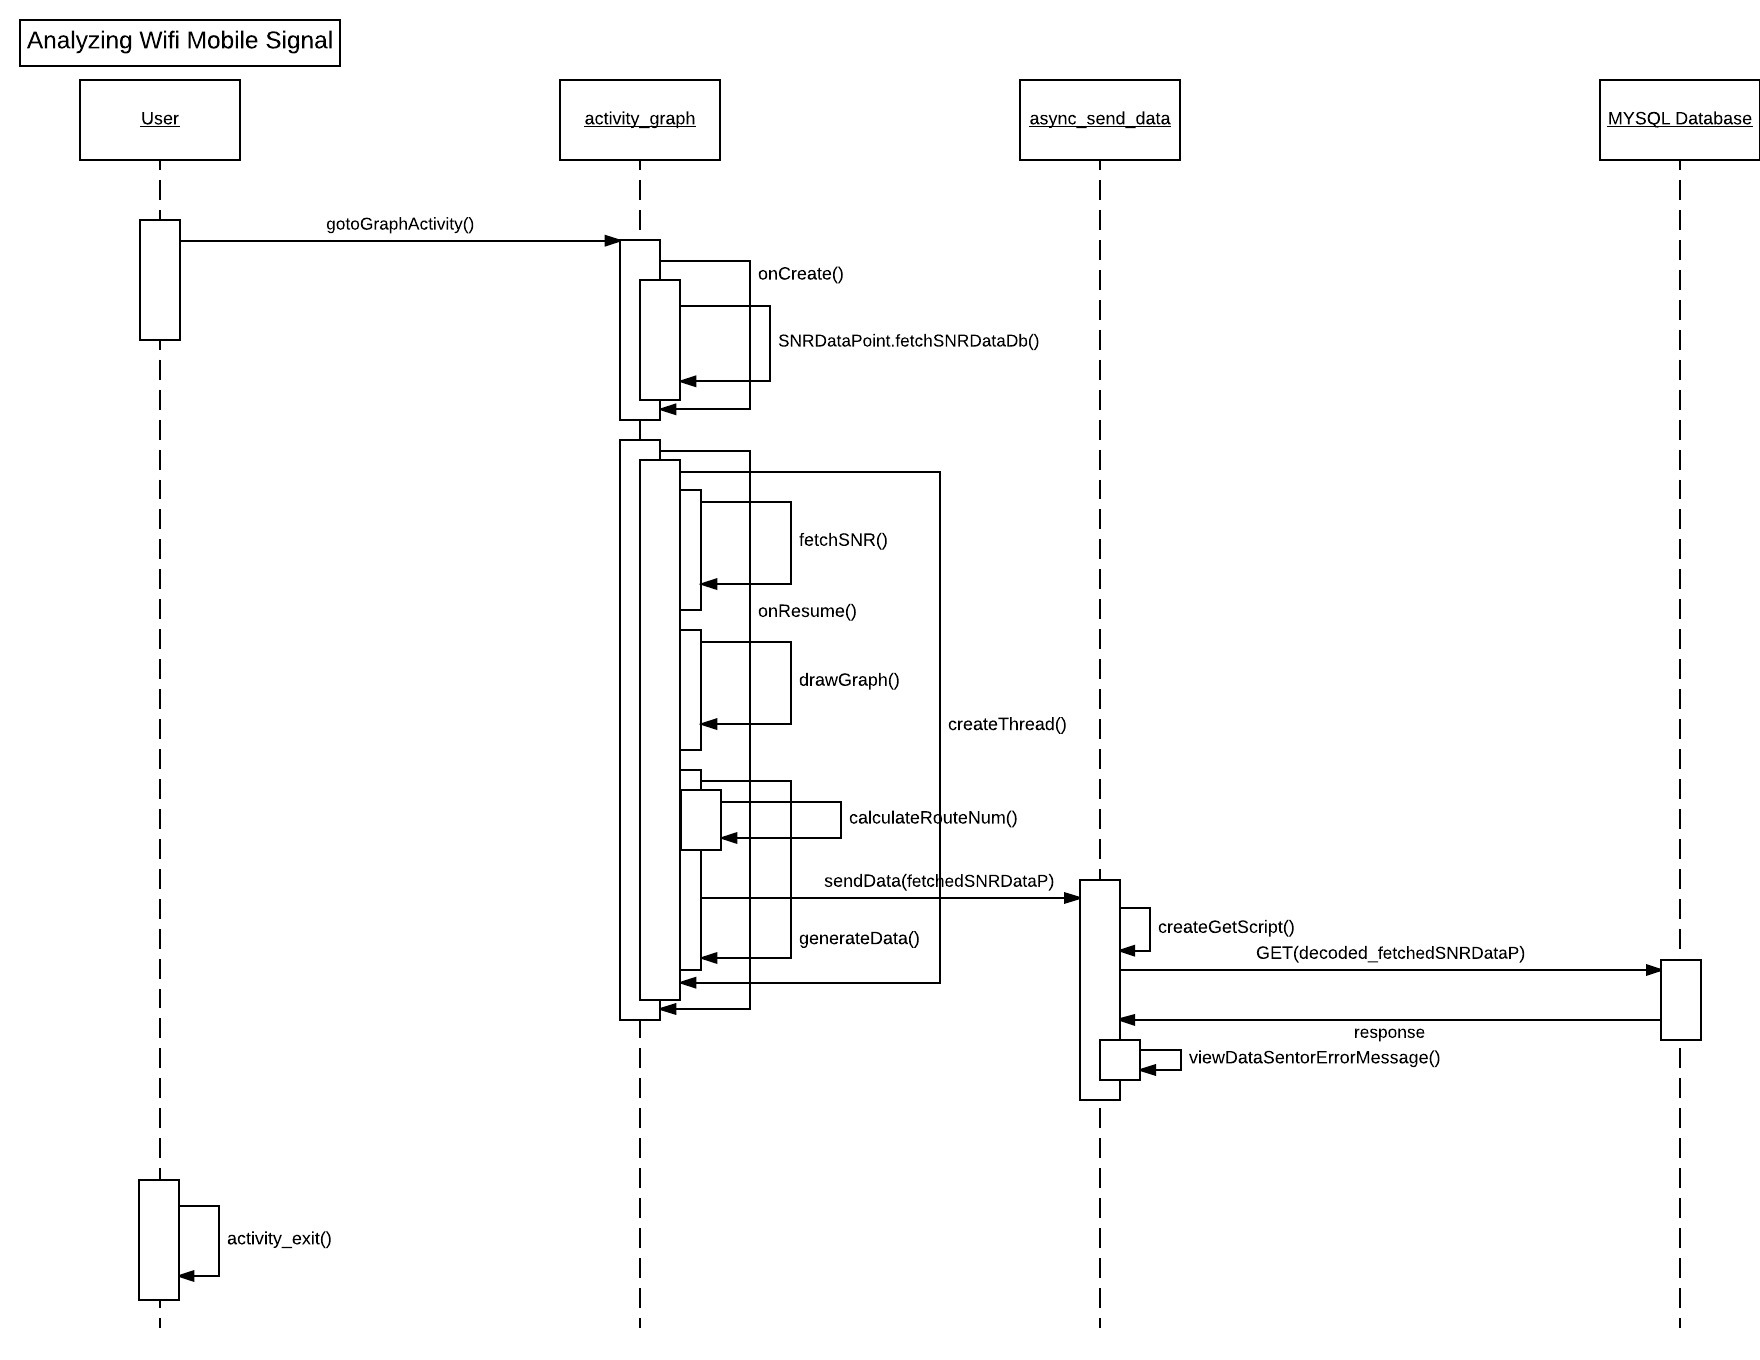 Analyzing Wifi Mobile Signal
User
activity_graph
async_send_data
MYSQL Database
gotoGraphActivity()
onCreate()
SNRDataPoint.fetchSNRDataDb()
fetchSNR()
onResume()
drawGraph()
createThread()
calculateRouteNum()
sendData(fetchedSNRDataP)
createGetScript()
generateData()
GET(decoded_fetchedSNRDataP)
response
viewDataSentorErrorMessage()
activity_exit()